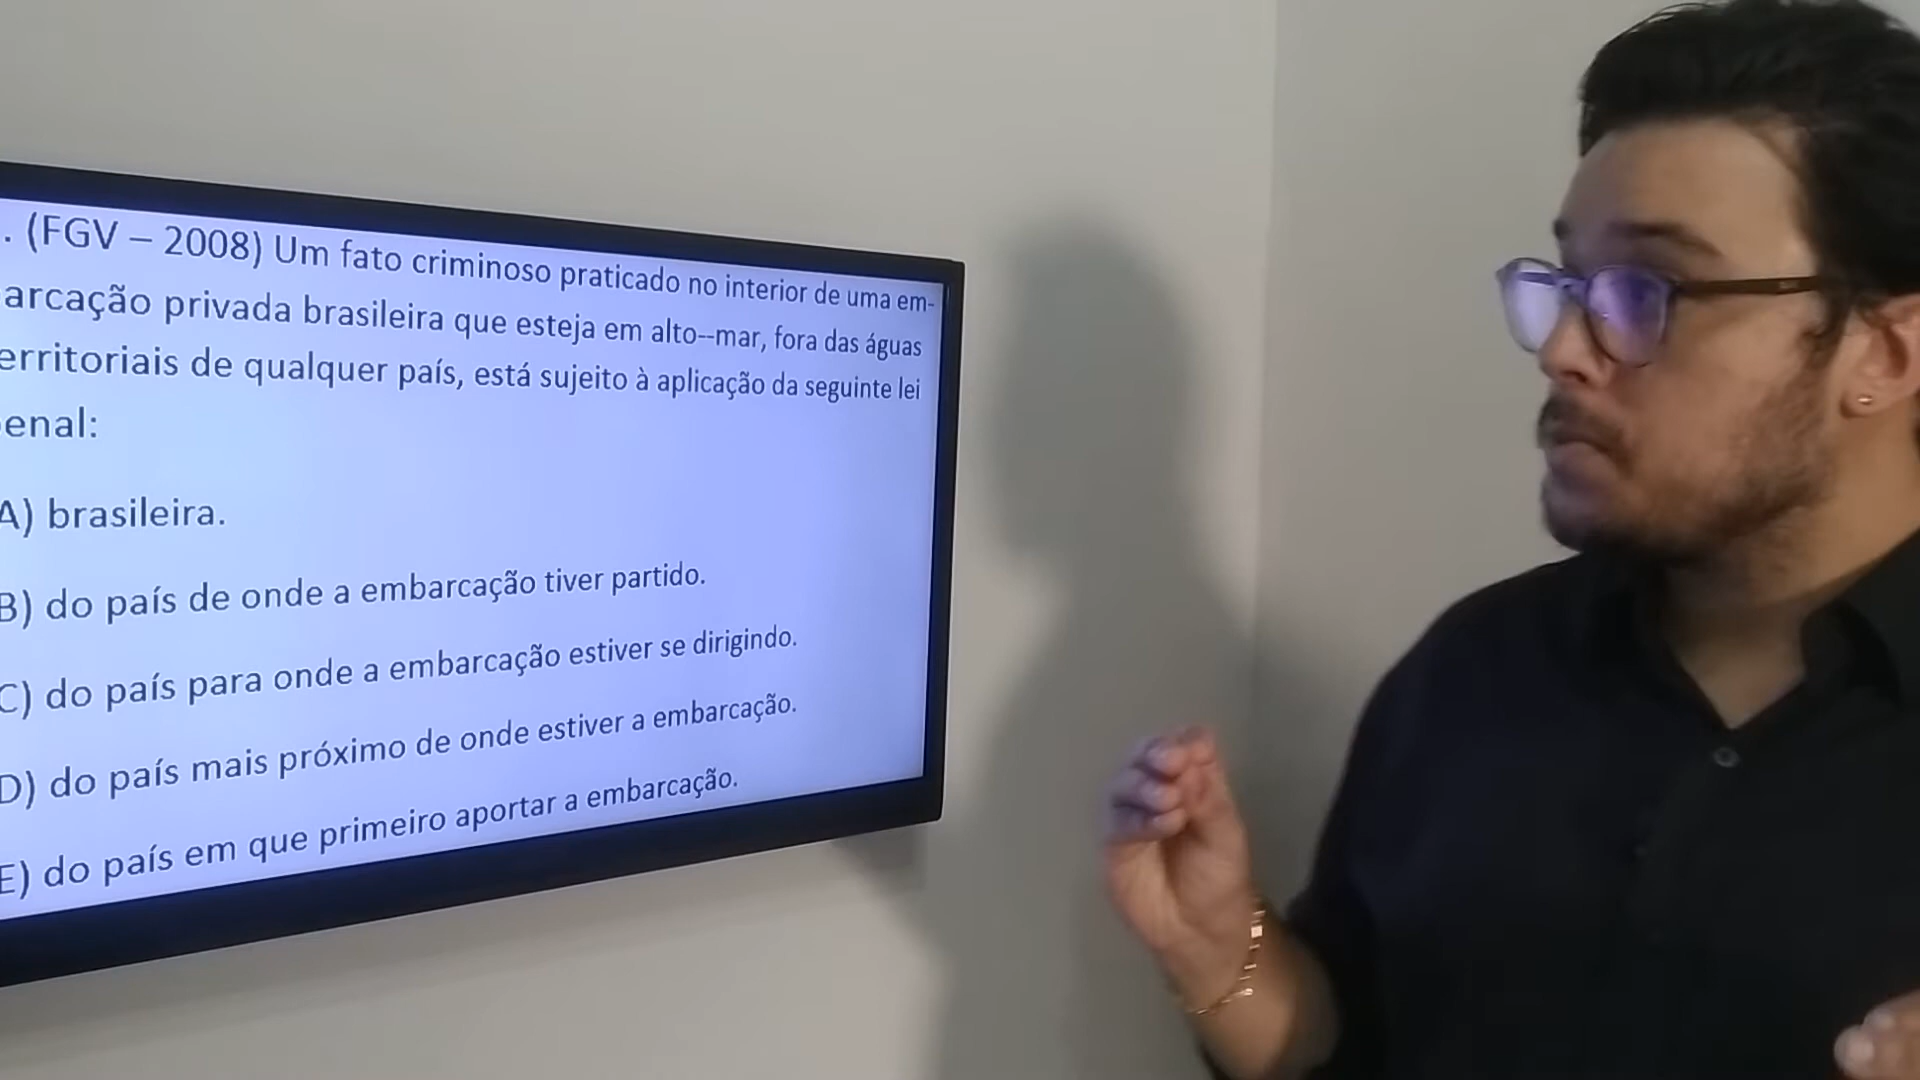 . (FGV – 2008) Um fato criminoso praticado no interior de uma em-
arcação privada brasileira que esteja em alto--mar, fora das águas
erritoriais de qualquer país, está sujeito à aplicação da seguinte lei
enal:
A) brasileira.
B) do país de onde a embarcação tiver partido.
C) do país para onde a embarcação estiver se dirigindo.
D) do país mais próximo de onde estiver a embarcação.
E) do país em que primeiro aportar a embarcação.